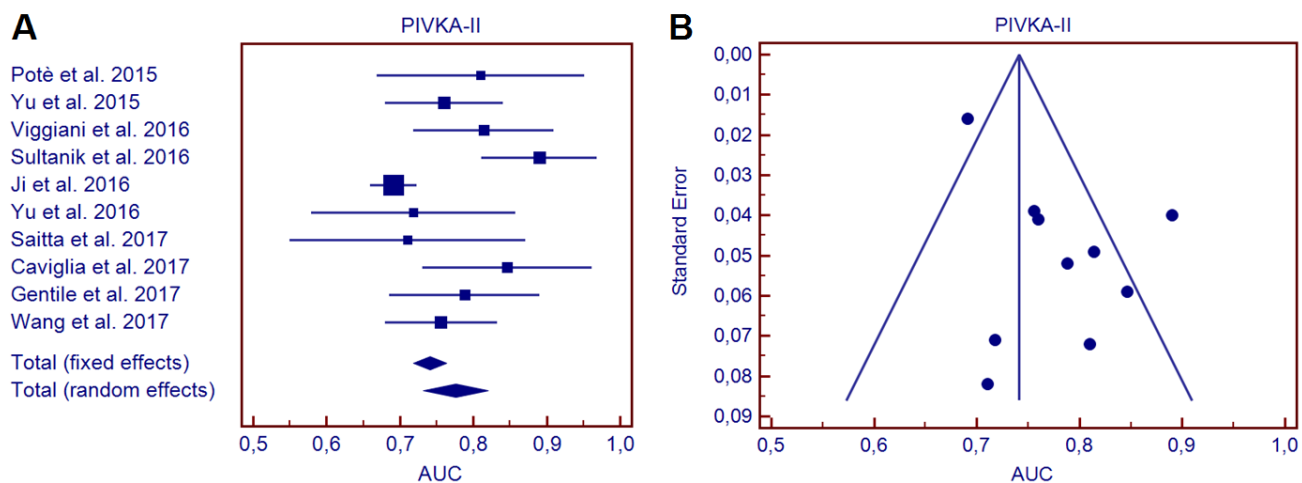 A
PIVKA-II
Potè et al. 2015
Yu et al. 2015
Viggiani et al. 2016
Sultanik et al. 2016
Ji et al. 2016
Yu et al. 2016
Saitta et al. 2017
Caviglia et al. 2017
Gentile et al. 2017
Wang et al. 2017
Total (fixed effects)
Total (random effects)
0,5 0,6 0,7 0,8 0,9 1,0
AUC
B
PIVKA-II
Standard Error
0,00
0,01
0,02
0,03
0,04
0,05
0,06
0,07
0,08
0,09
0,5 0,6 0,7 0,8 0,9 1,0
AUC